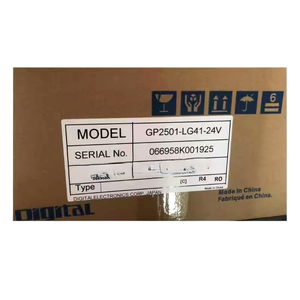 6
MODEL GP2501-LG41-24V
SERIAL No. 066958K001925
Type (C) R4 RO
DIGITAL ELECTRONICS CORP. JAPAN
Made in China
Fabriqué en Chine.
Digital